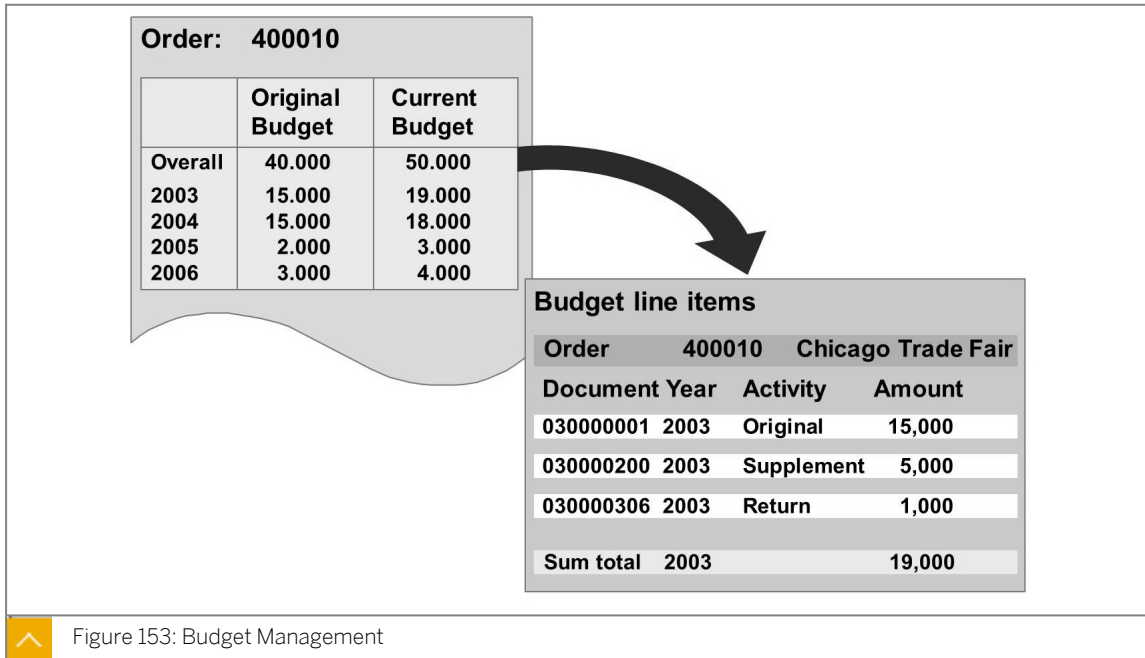 Order: 400010
Original Budget Current Budget
Overall 40.000 50.000
2003 15.000 19.000
2004 15.000 18.000
2005 2.000 3.000
2006 3.000 4.000
Budget line items
Order 400010 Chicago Trade Fair
Document Year Activity Amount
030000001 2003 Original 15,000
030000200 2003 Supplement 5,000
030000306 2003 Return 1,000
Sum total 2003 19,000
Figure 153: Budget Management